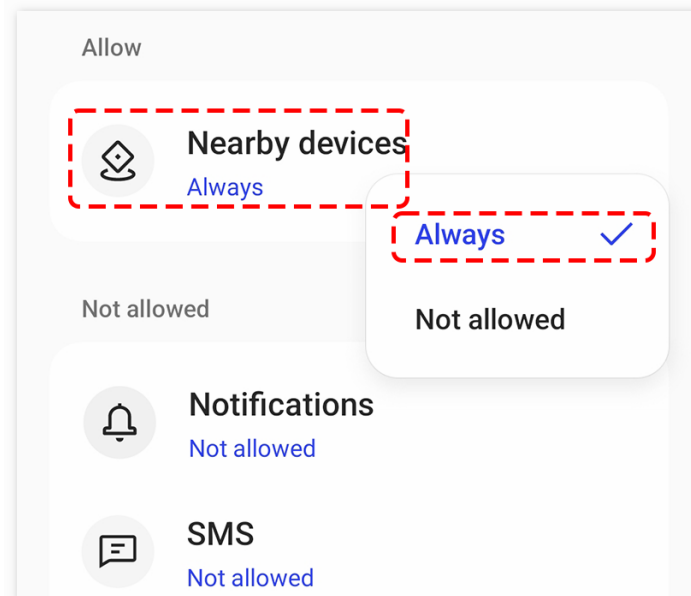 Allow
Nearby devices
Always
Always
Not allowed
Not allowed
Notifications
Not allowed
SMS
Not allowed